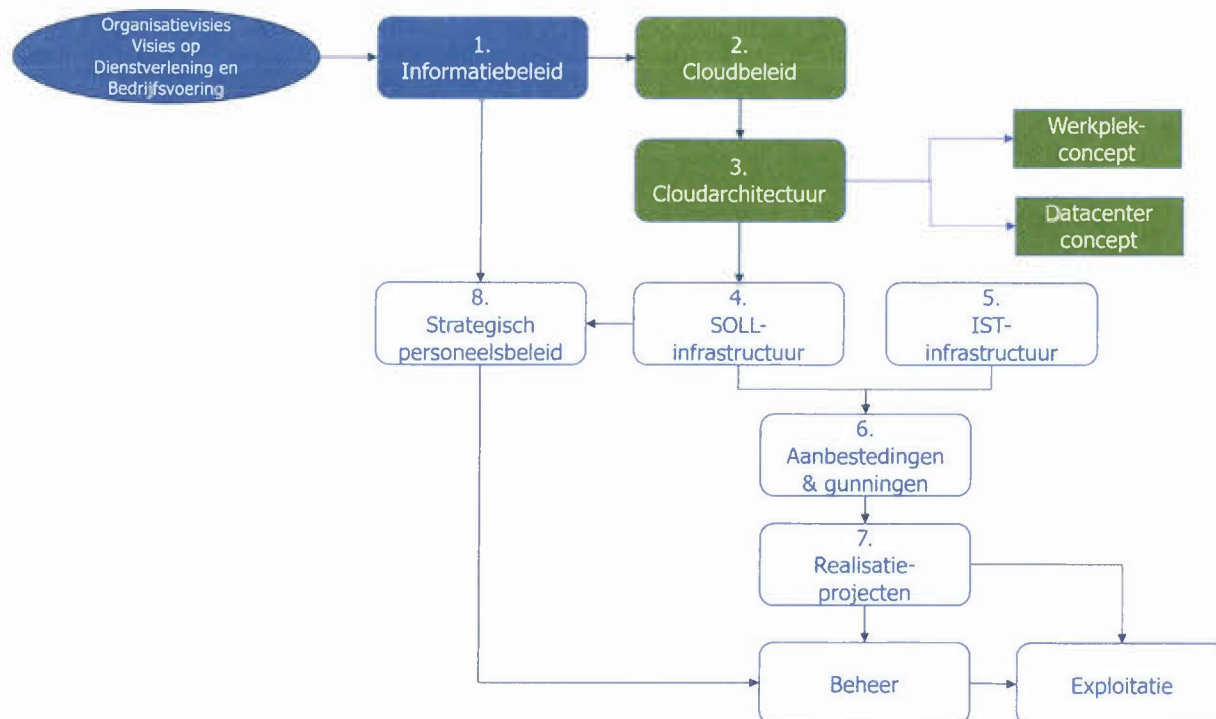 Organisatievisies
Visies op
Dienstverlening en
Bedrijfsvoering
1.
Informatiebeleid
2.
Cloudbeleid
3.
Cloudarchitectuur
Werkplek-
concept
Datacenter
concept
8.
Strategisch
personeelsbeleid
4.
SOLL-
infrastructuur
5.
IST-
infrastructuur
6.
Aanbestedingen
& gunningen
7.
Realisatie-
projecten
Beheer
Exploitatie